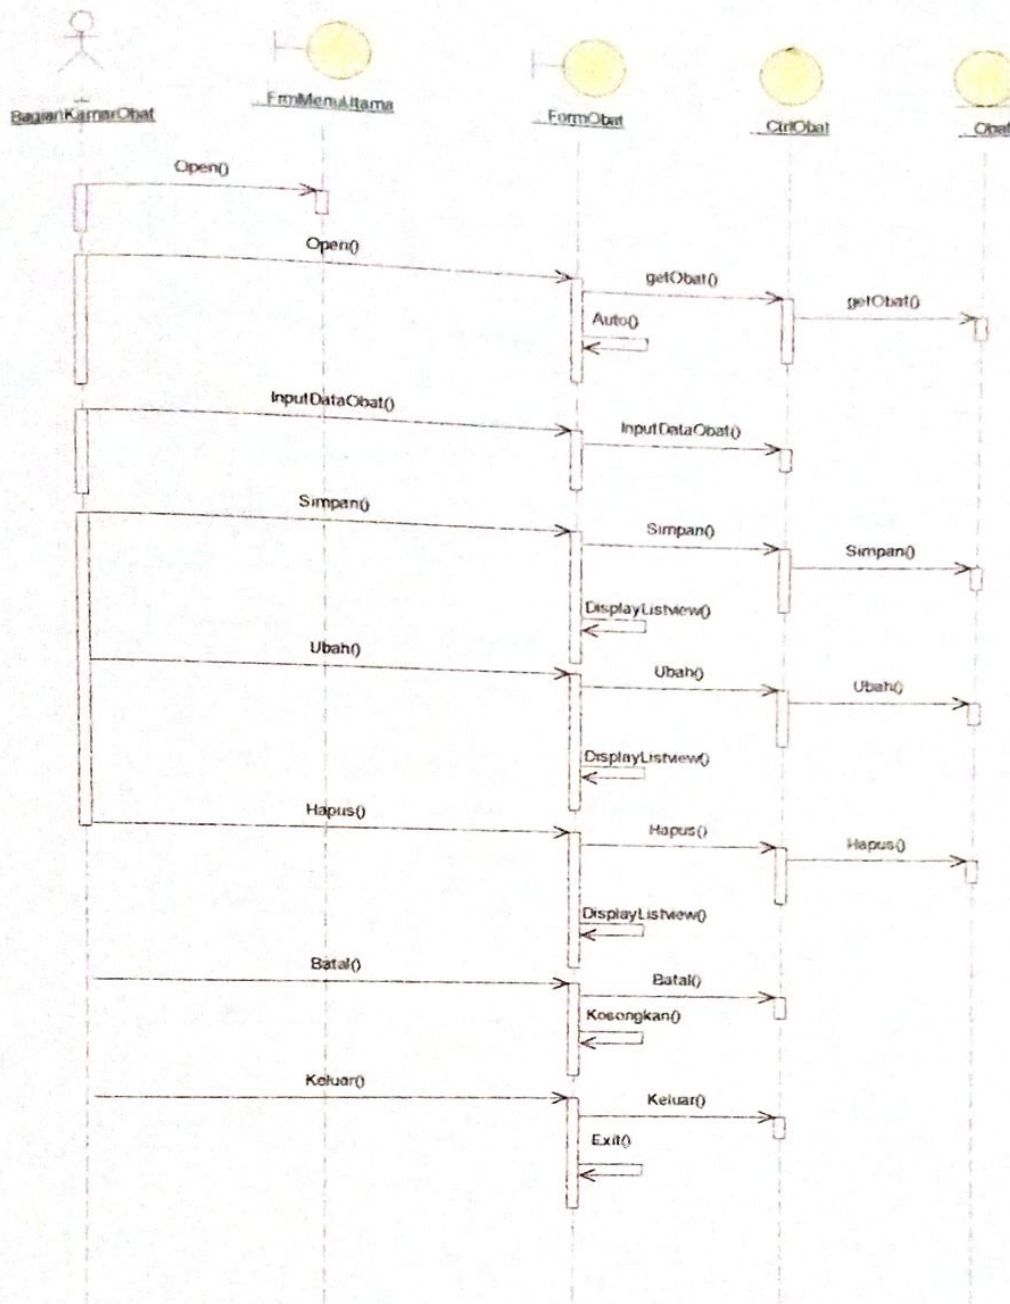 BagianKamarObat
FrmMenuUtama
FormObat
CtrlObat
Obat
Open()
Open()
getObat()
getObat()
Auto()
InputDataObat()
InputDataObat()
Simpan()
Simpan()
Simpan()
DisplayListview()
Ubah()
Ubah()
Ubah()
DisplayListview()
Hapus()
Hapus()
Hapus()
DisplayListview()
Batal()
Batal()
Kosongkan()
Keluar()
Keluar()
Exit()